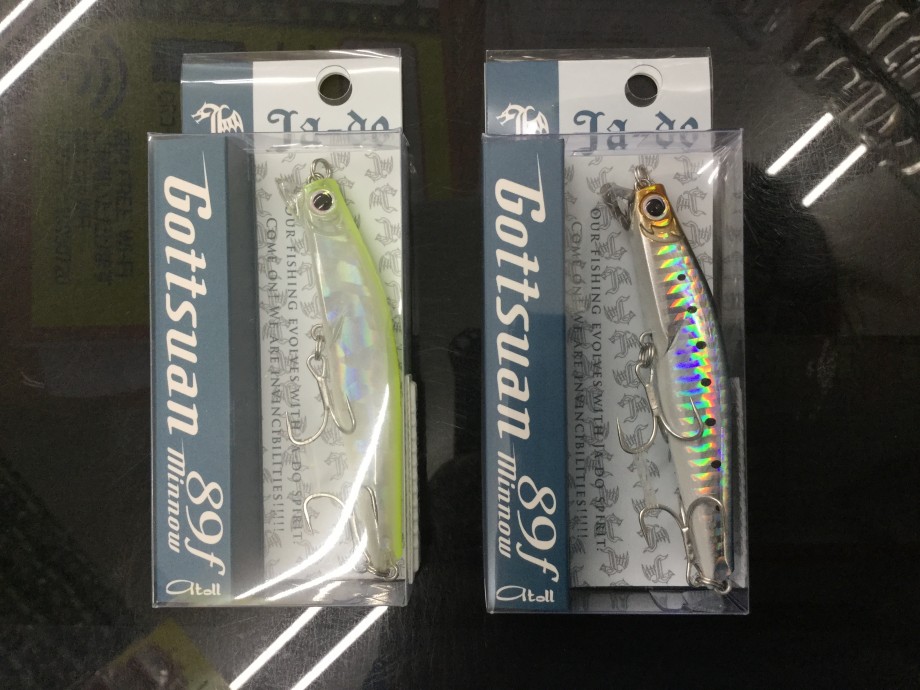 Ja-do
Gottsuan 89f
Minnow
atoll
OUR FISHING EVOLVES WITH JA-DO SPIRIT.
COME ON! WE ARE INVINCIBILITIES!!!!!
Ja-do
Gottsuan 89f
Minnow
atoll
OUR FISHING EVOLVES WITH JA-DO SPIRIT.
COME ON! WE ARE INVINCIBILITIES!!!!!